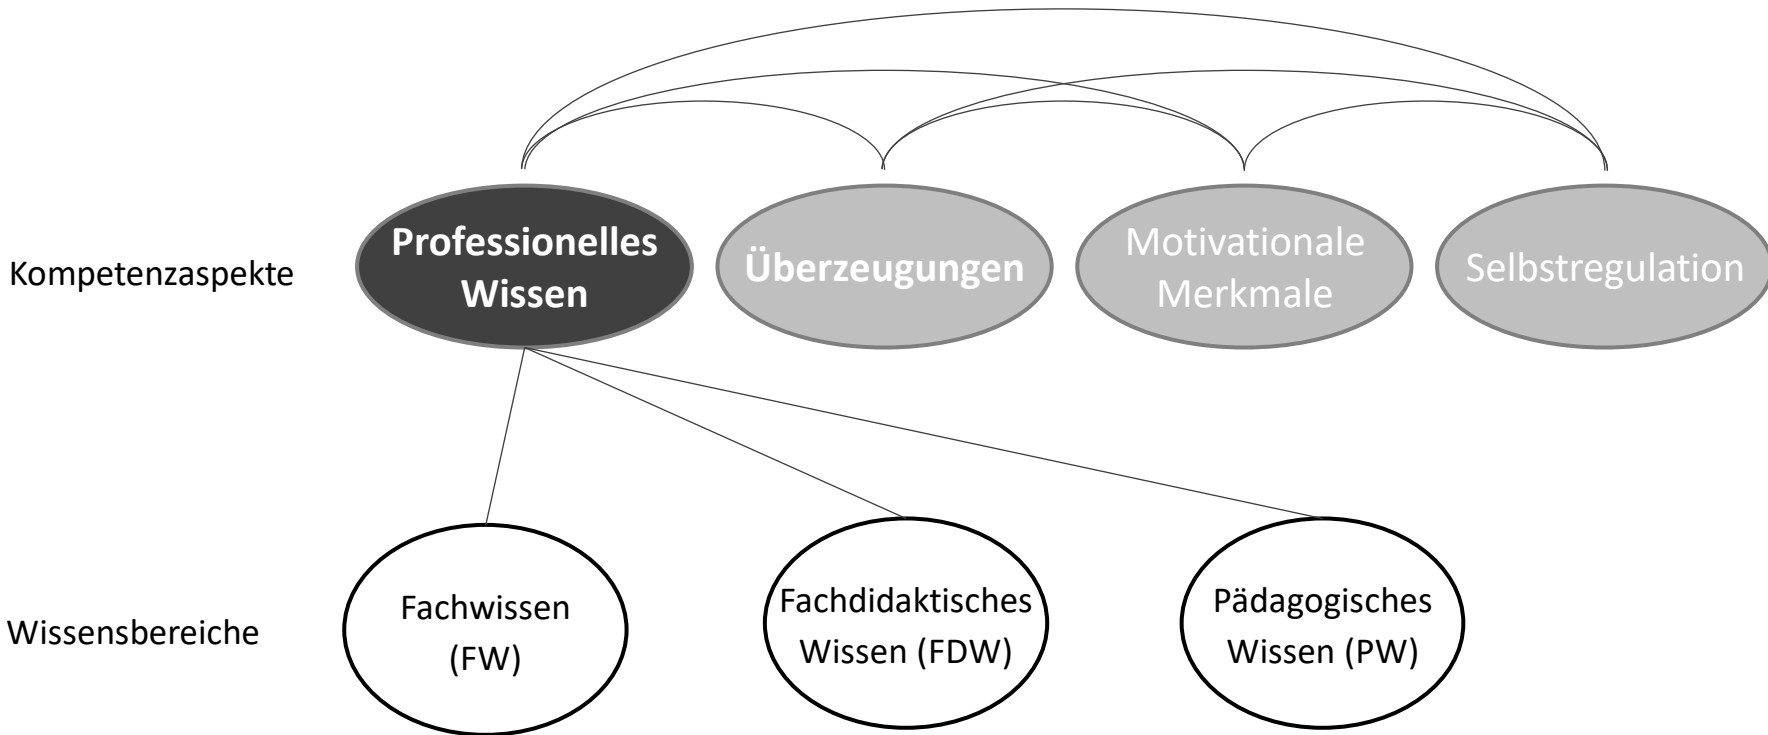 Kompetenzaspekte
Professionelles
Wissen
Überzeugungen
Motivationale
Merkmale
Selbstregulation
Wissensbereiche
Fachwissen
(FW)
Fachdidaktisches
Wissen (FDW)
Pädagogisches
Wissen (PW)